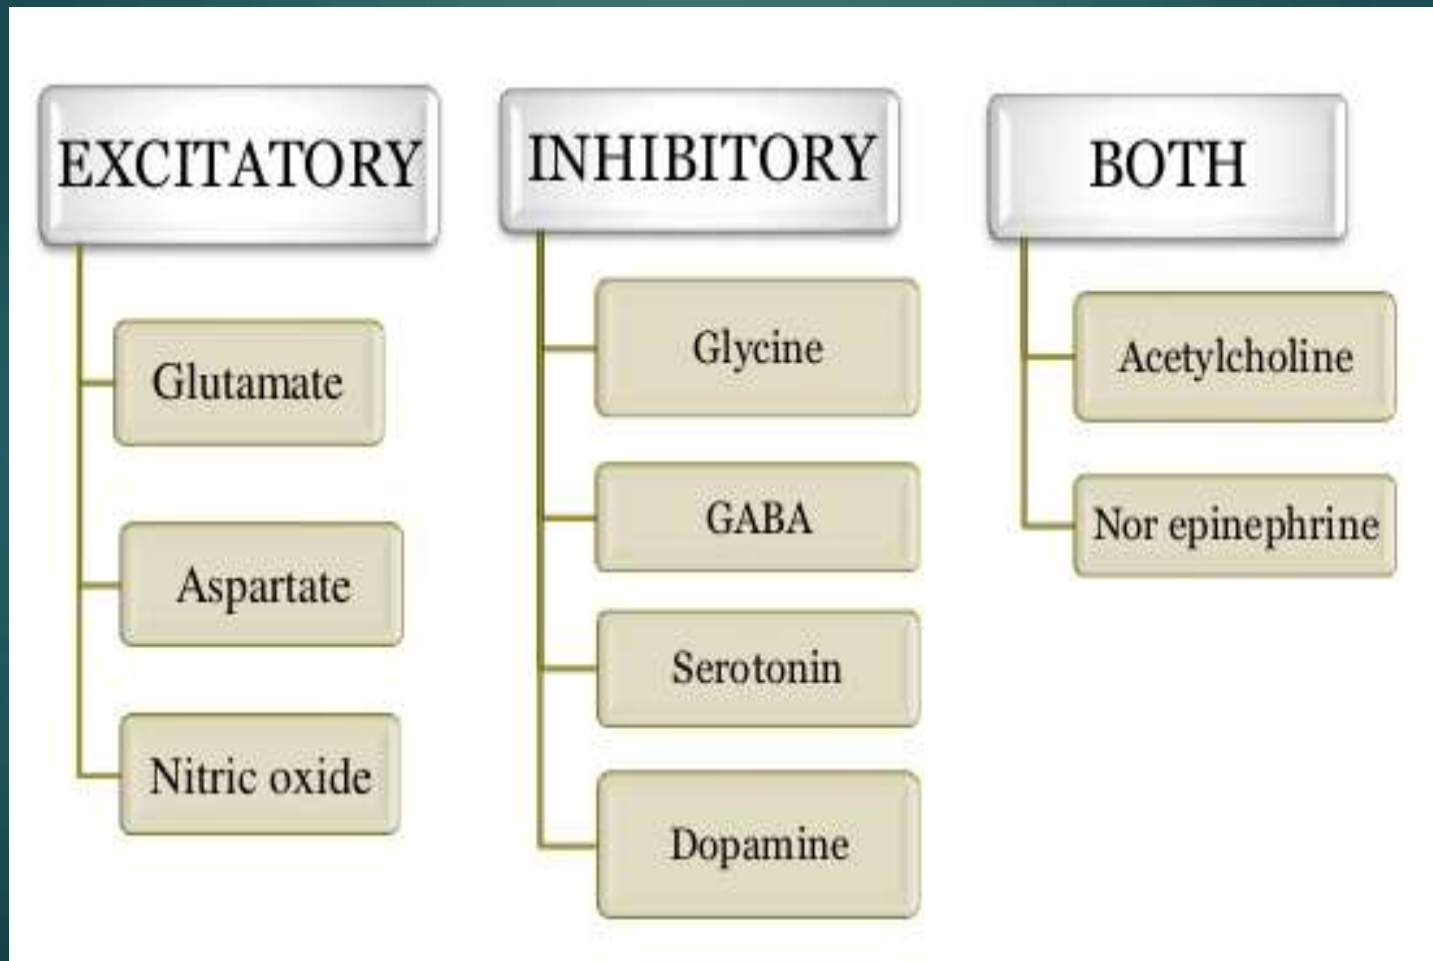 EXCITATORY
Glutamate
Aspartate
Nitric oxide
INHIBITORY
Glycine
GABA
Serotonin
Dopamine
BOTH
Acetylcholine
Nor epinephrine